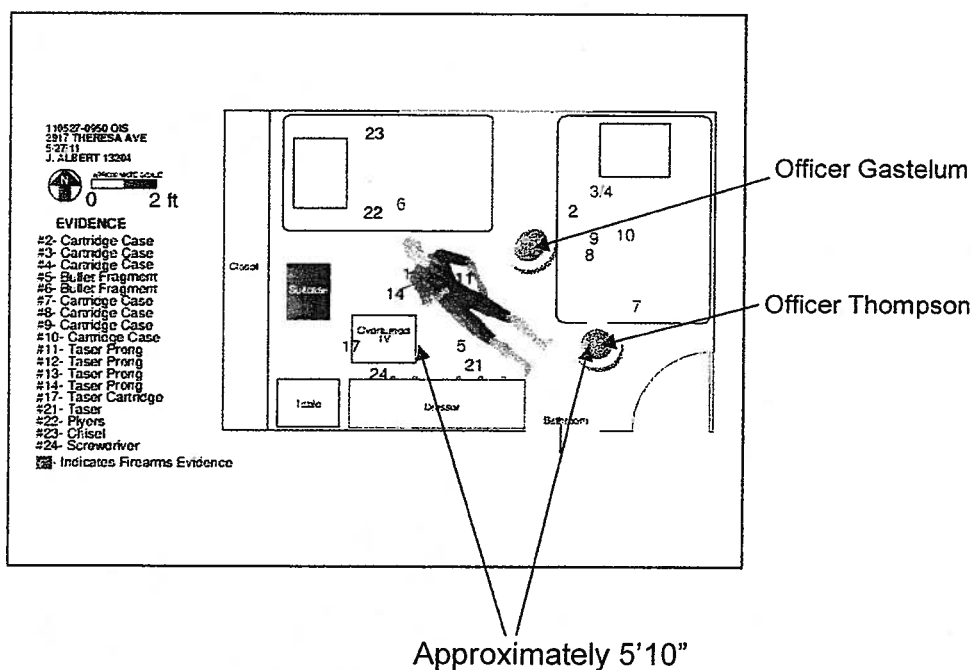 110527-0950 OIS
2917 THERESA AVE
5/27/11
J. ALBERT 13204
N
APPROXIMATE SCALE
0 2 ft
EVIDENCE
#2- Cartridge Case
#3- Cartridge Case
#4- Cartridge Case
#5- Bullet Fragment
#6- Bullet Fragment
#7- Cartridge Case
#8- Cartridge Case
#9- Cartridge Case
#10- Cartridge Case
#11- Taser Prong
#12- Taser Prong
#13- Taser Prong
#14- Taser Prong
#17- Taser Cartridge
#21- Taser
#22- Plyers
#23- Chisel
#24- Screwdriver
- Indicates Firearms Evidence
Closet
23
22
6
11
14
Overturned
TV
17
5
21
24
Table
Dresser
Bathroom
3/4
2
9
10
8
7
Officer Gastelum
Officer Thompson
Approximately 5'10"